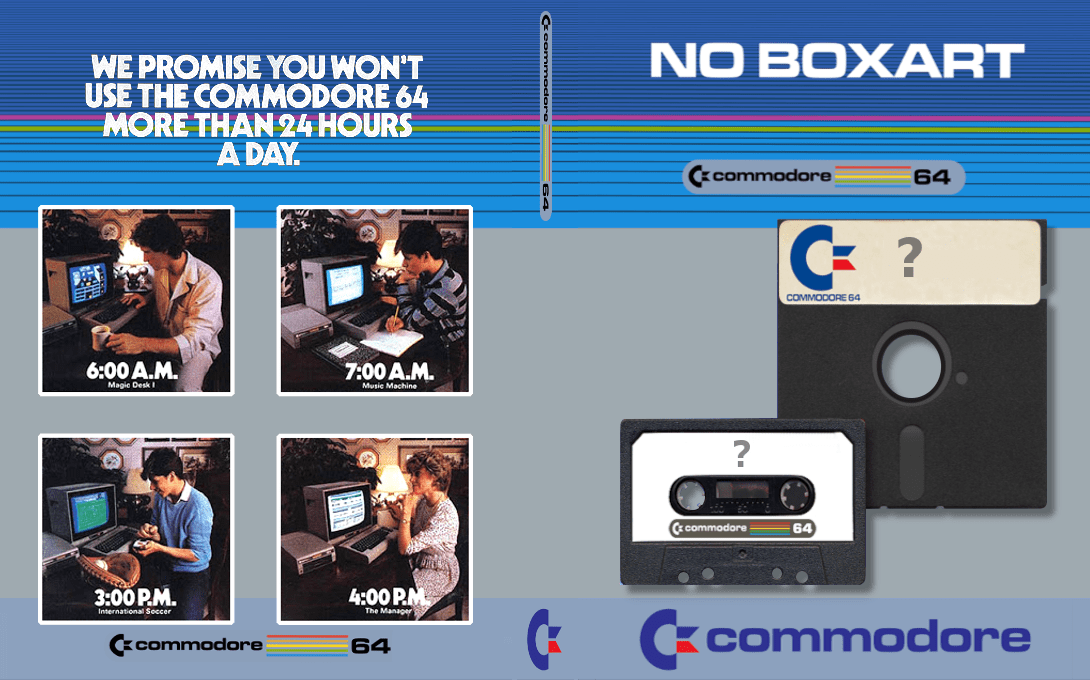 WE PROMISE YOU WON'T
USE THE COMMODORE 64
MORE THAN 24 HOURS
A DAY.
6:00 A.M.
Magic Desk I
7:00 A.M.
Music Machine
3:00 P.M.
International Soccer
4:00 P.M.
The Manager
commodore 64
commodore 64
NO BOXART
commodore 64
?
COMMODORE 64
?
commodore 64
commodore